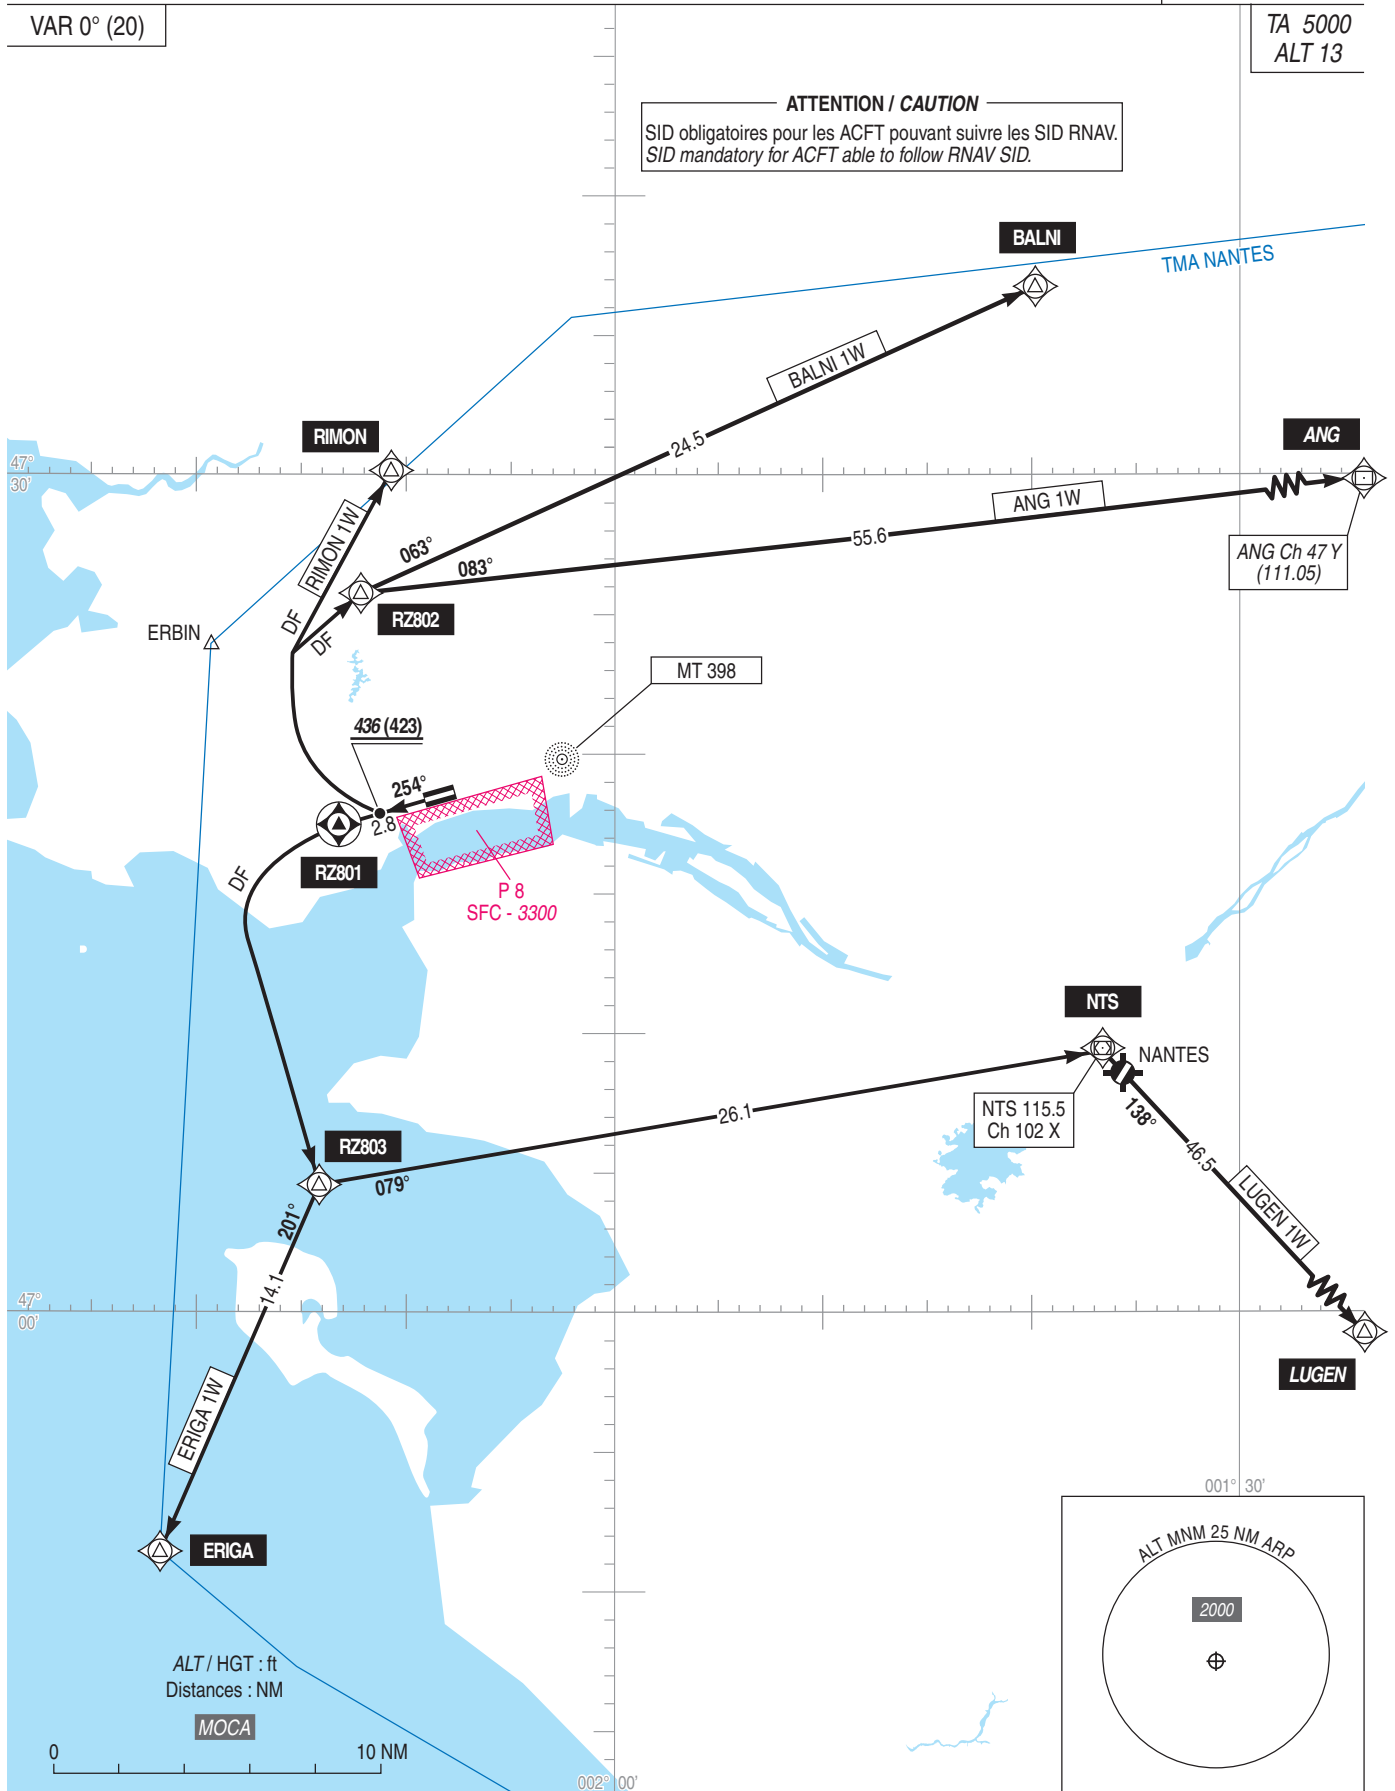 VAR 0° (20)
TA 5000
ALT 13
ATTENTION / CAUTION
SID obligatoires pour les ACFT pouvant suivre les SID RNAV.
SID mandatory for ACFT able to follow RNAV SID.
BALNI
TMA NANTES
BALNI 1W
RIMON
24.5
ANG
47°
30'
RIMON 1W
ANG 1W
063°
55.6
083°
ANG Ch 47 Y
(111.05)
RZ802
DF
DF
ERBIN
MT 398
436 (423)
254°
2.8
RZ801
DF
P 8
SFC - 3300
NTS
NANTES
NTS 115.5
Ch 102 X
138°
26.1
RZ803
46.5
079°
201°
LUGEN 1W
14.1
47°
00'
LUGEN
ERIGA 1W
001° 30'
ERIGA
ALT MNM 25 NM ARP
2000
ALT / HGT : ft
Distances : NM
MOCA
0
10 NM
002° 00'